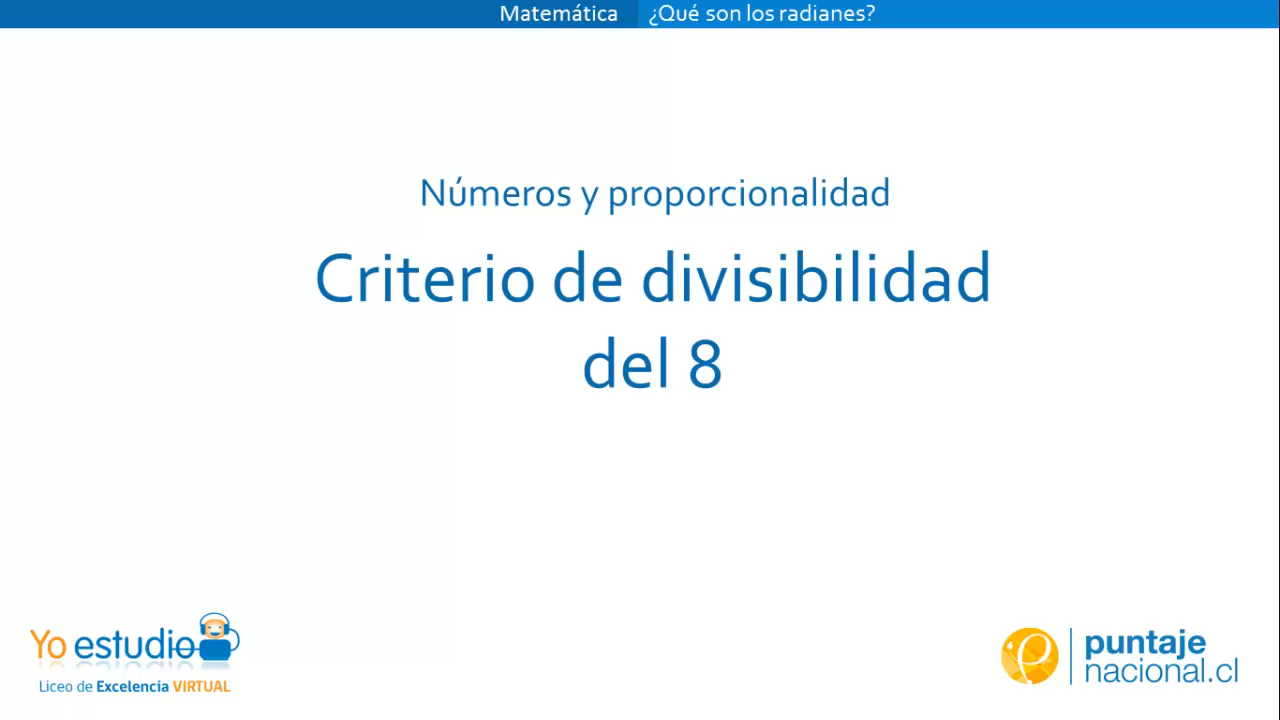 Matemática ¿Qué son los radianes?
Números y proporcionalidad
Criterio de divisibilidad
del 8
Yo estudio
Liceo de Excelencia VIRTUAL
puntaje
nacional.cl